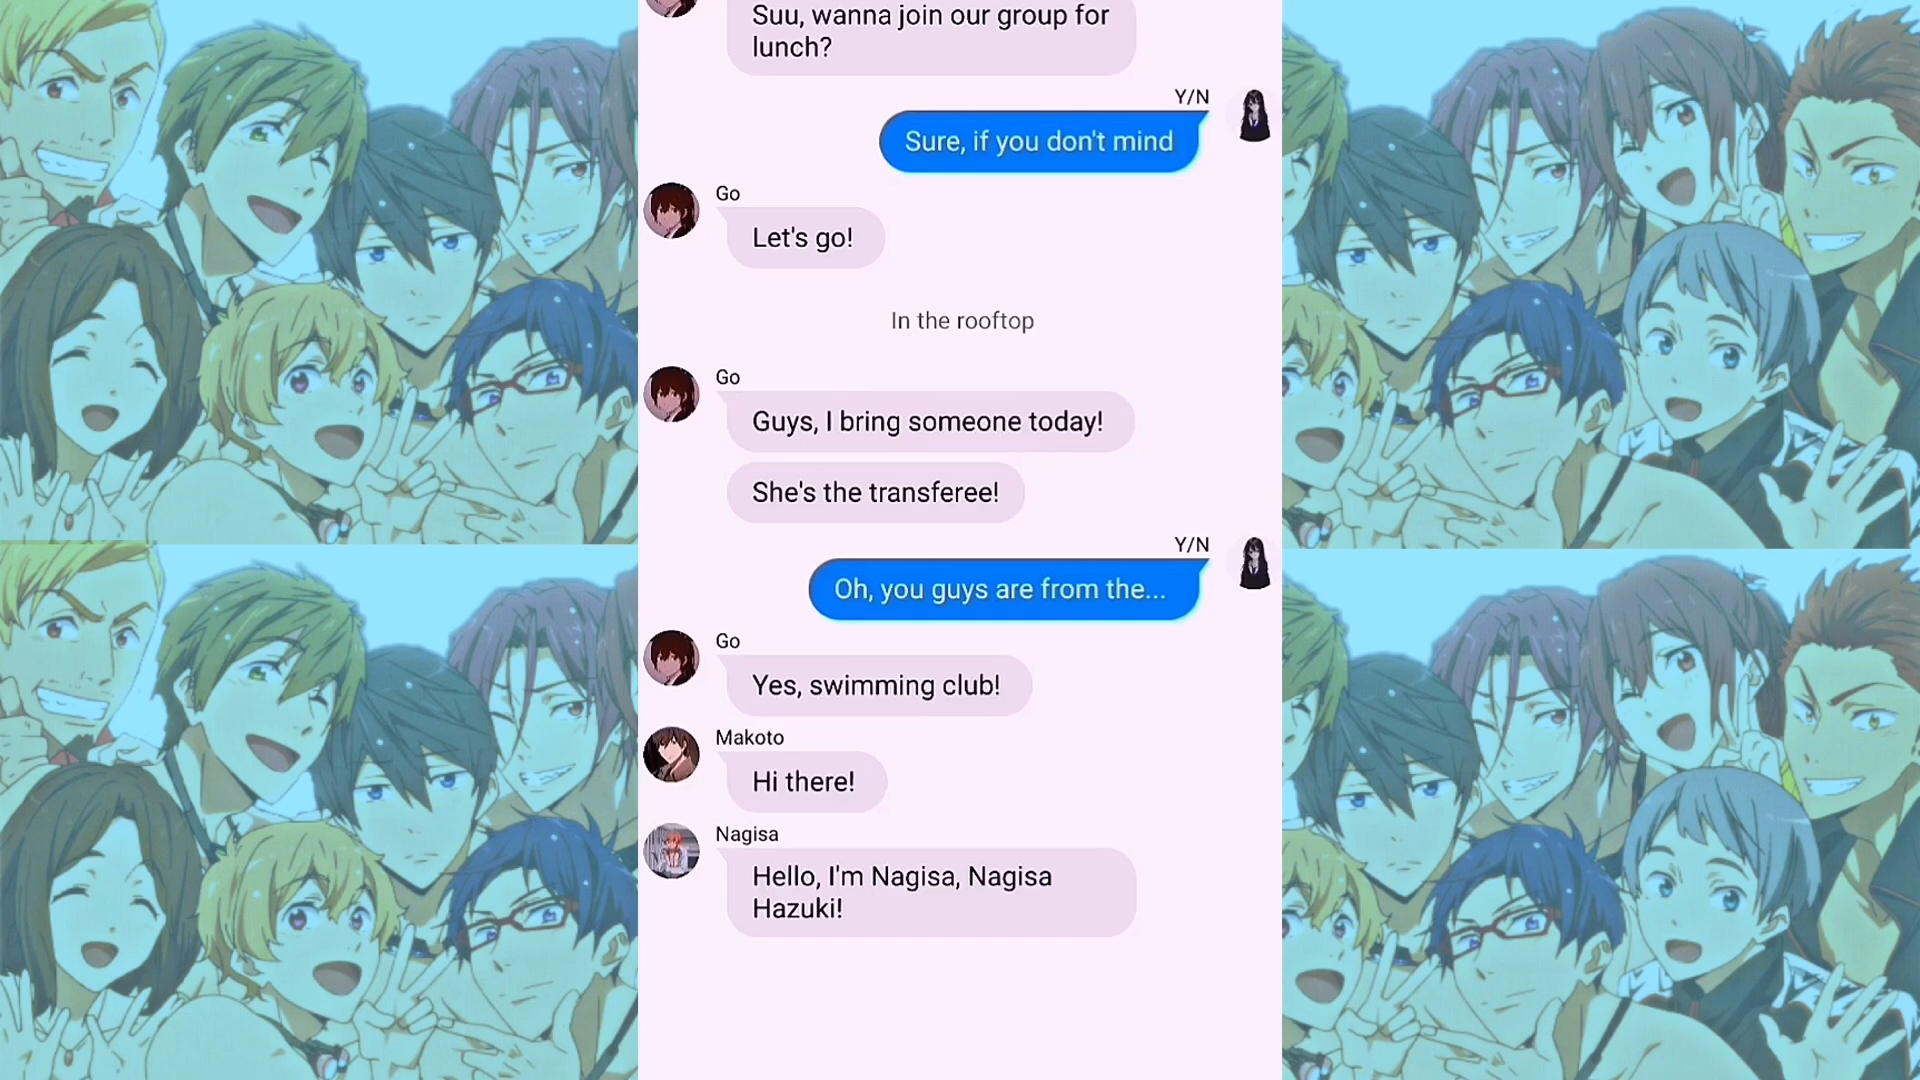 Suu, wanna join our group for
lunch?
Y/N
Sure, if you don't mind
Go
Let's go!
In the rooftop
Go
Guys, I bring someone today!
She's the transferee!
Y/N
Oh, you guys are from the...
Go
Yes, swimming club!
Makoto
Hi there!
Nagisa
Hello, I'm Nagisa, Nagisa
Hazuki!